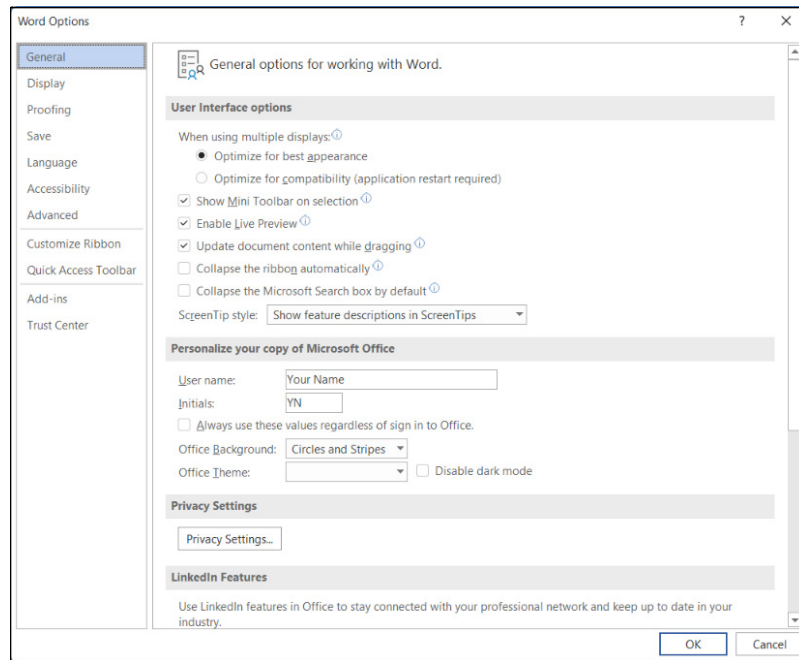 Word Options
?
General
Display
Proofing
Save
Language
Accessibility
Advanced
Customize Ribbon
Quick Access Toolbar
Add-ins
Trust Center
General options for working with Word.
User Interface options
When using multiple displays:
Optimize for best appearance
Optimize for compatibility (application restart required)
Show Mini Toolbar on selection
Enable Live Preview
Update document content while dragging
Collapse the ribbon automatically
Collapse the Microsoft Search box by default
ScreenTip style: Show feature descriptions in ScreenTips
Personalize your copy of Microsoft Office
User name: Your Name
Initials: YN
Always use these values regardless of sign in to Office.
Office Background: Circles and Stripes
Office Theme: Disable dark mode
Privacy Settings
Privacy Settings...
LinkedIn Features
Use LinkedIn features in Office to stay connected with your professional network and keep up to date in your
industry.
OK Cancel